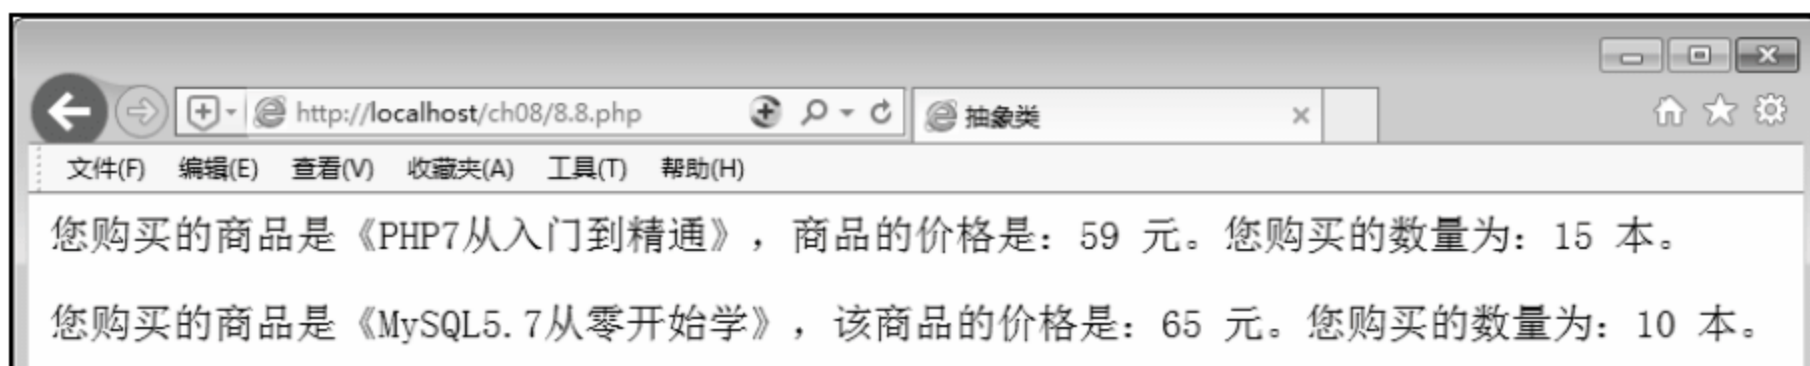 http://localhost/ch08/8.8.php 抽象类
文件(F) 编辑(E) 查看(V) 收藏夹(A) 工具(T) 帮助(H)
您购买的商品是《PHP7从入门到精通》，商品的价格是：59 元。您购买的数量为：15 本。
您购买的商品是《MySQL5.7从零开始学》，该商品的价格是：65 元。您购买的数量为：10 本。